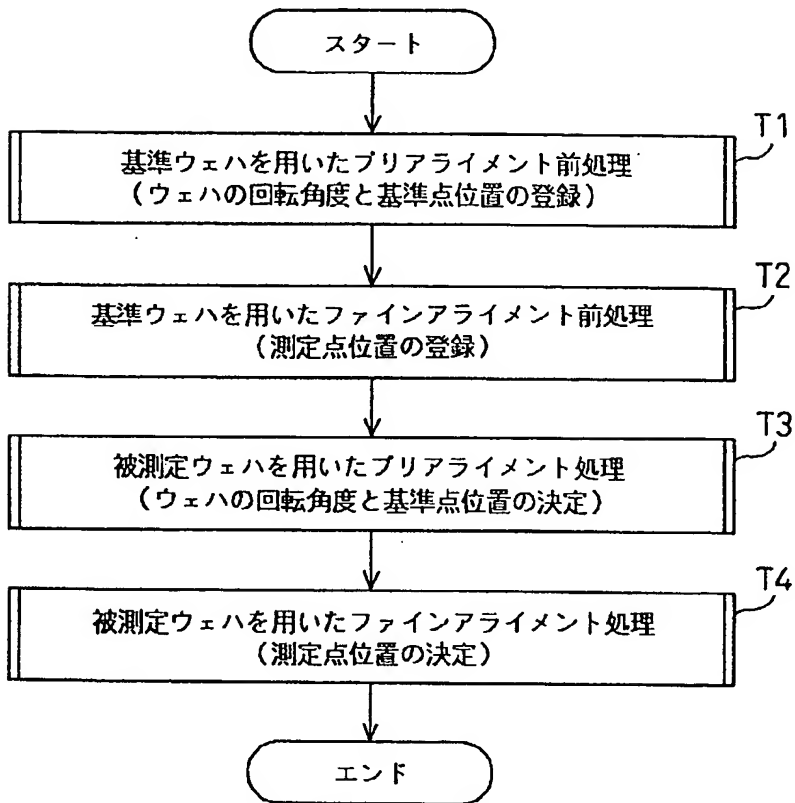 スタート
T1
基準ウェハを用いたプリアライメント前処理
(ウェハの回転角度と基準点位置の登録)
T2
基準ウェハを用いたファインアライメント前処理
(測定点位置の登録)
T3
被測定ウェハを用いたプリアライメント処理
(ウェハの回転角度と基準点位置の決定)
T4
被測定ウェハを用いたファインアライメント処理
(測定点位置の決定)
エンド